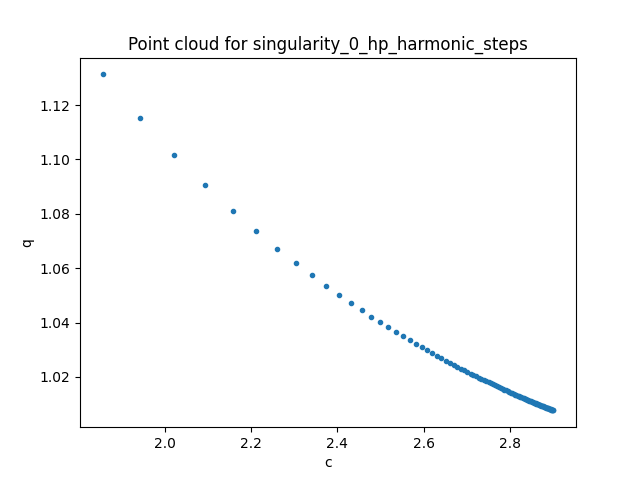 Point cloud for singularity_0_hp_harmonic_steps
1.12
1.10
1.08
1.06
1.04
1.02
q
2.0 2.2 2.4 2.6 2.8
c